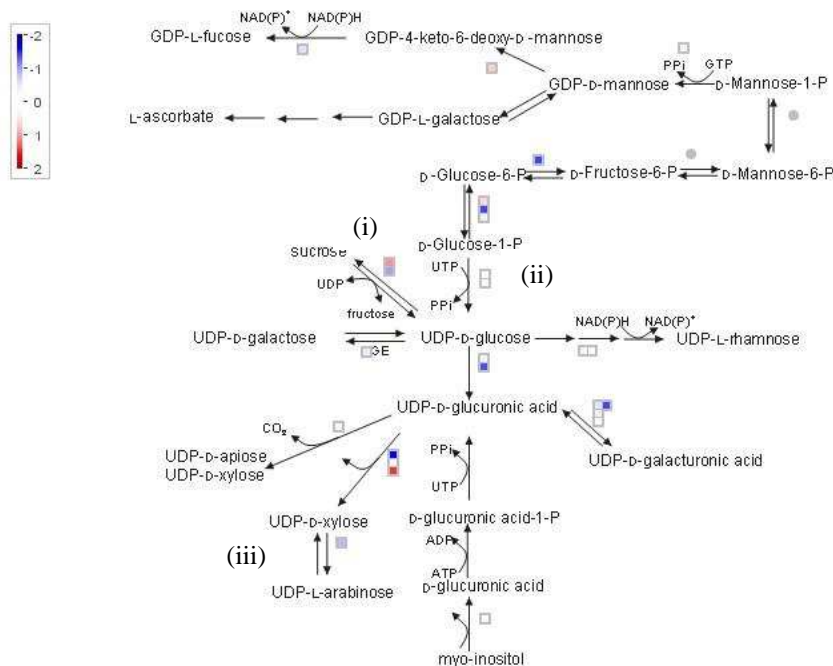 -2
-1
0
1
2
NAD(P)+ NAD(P)H
GDP-L-fucose GDP-4-keto-6-deoxy-D -mannose
PPi GTP
GDP-D-mannose D-Mannose-1-P
L-ascorbate GDP-L-galactose
D-Glucose-6-P D-Fructose-6-P D-Mannose-6-P
(i)
D-Glucose-1-P
sucrose
UTP (ii)
UDP
PPi
fructose
NAD(P)H NAD(P)+
UDP-D-galactose UDP-D-glucose UDP-L-rhamnose
GE
UDP-D-glucuronic acid
CO2
UDP-D-apiose
UDP-D-xylose
PPi
UDP-D-galacturonic acid
UTP
UDP-D-xylose D-glucuronic acid-1-P
(iii)
ADP
ATP
UDP-L-arabinose D-glucuronic acid
myo-inositol